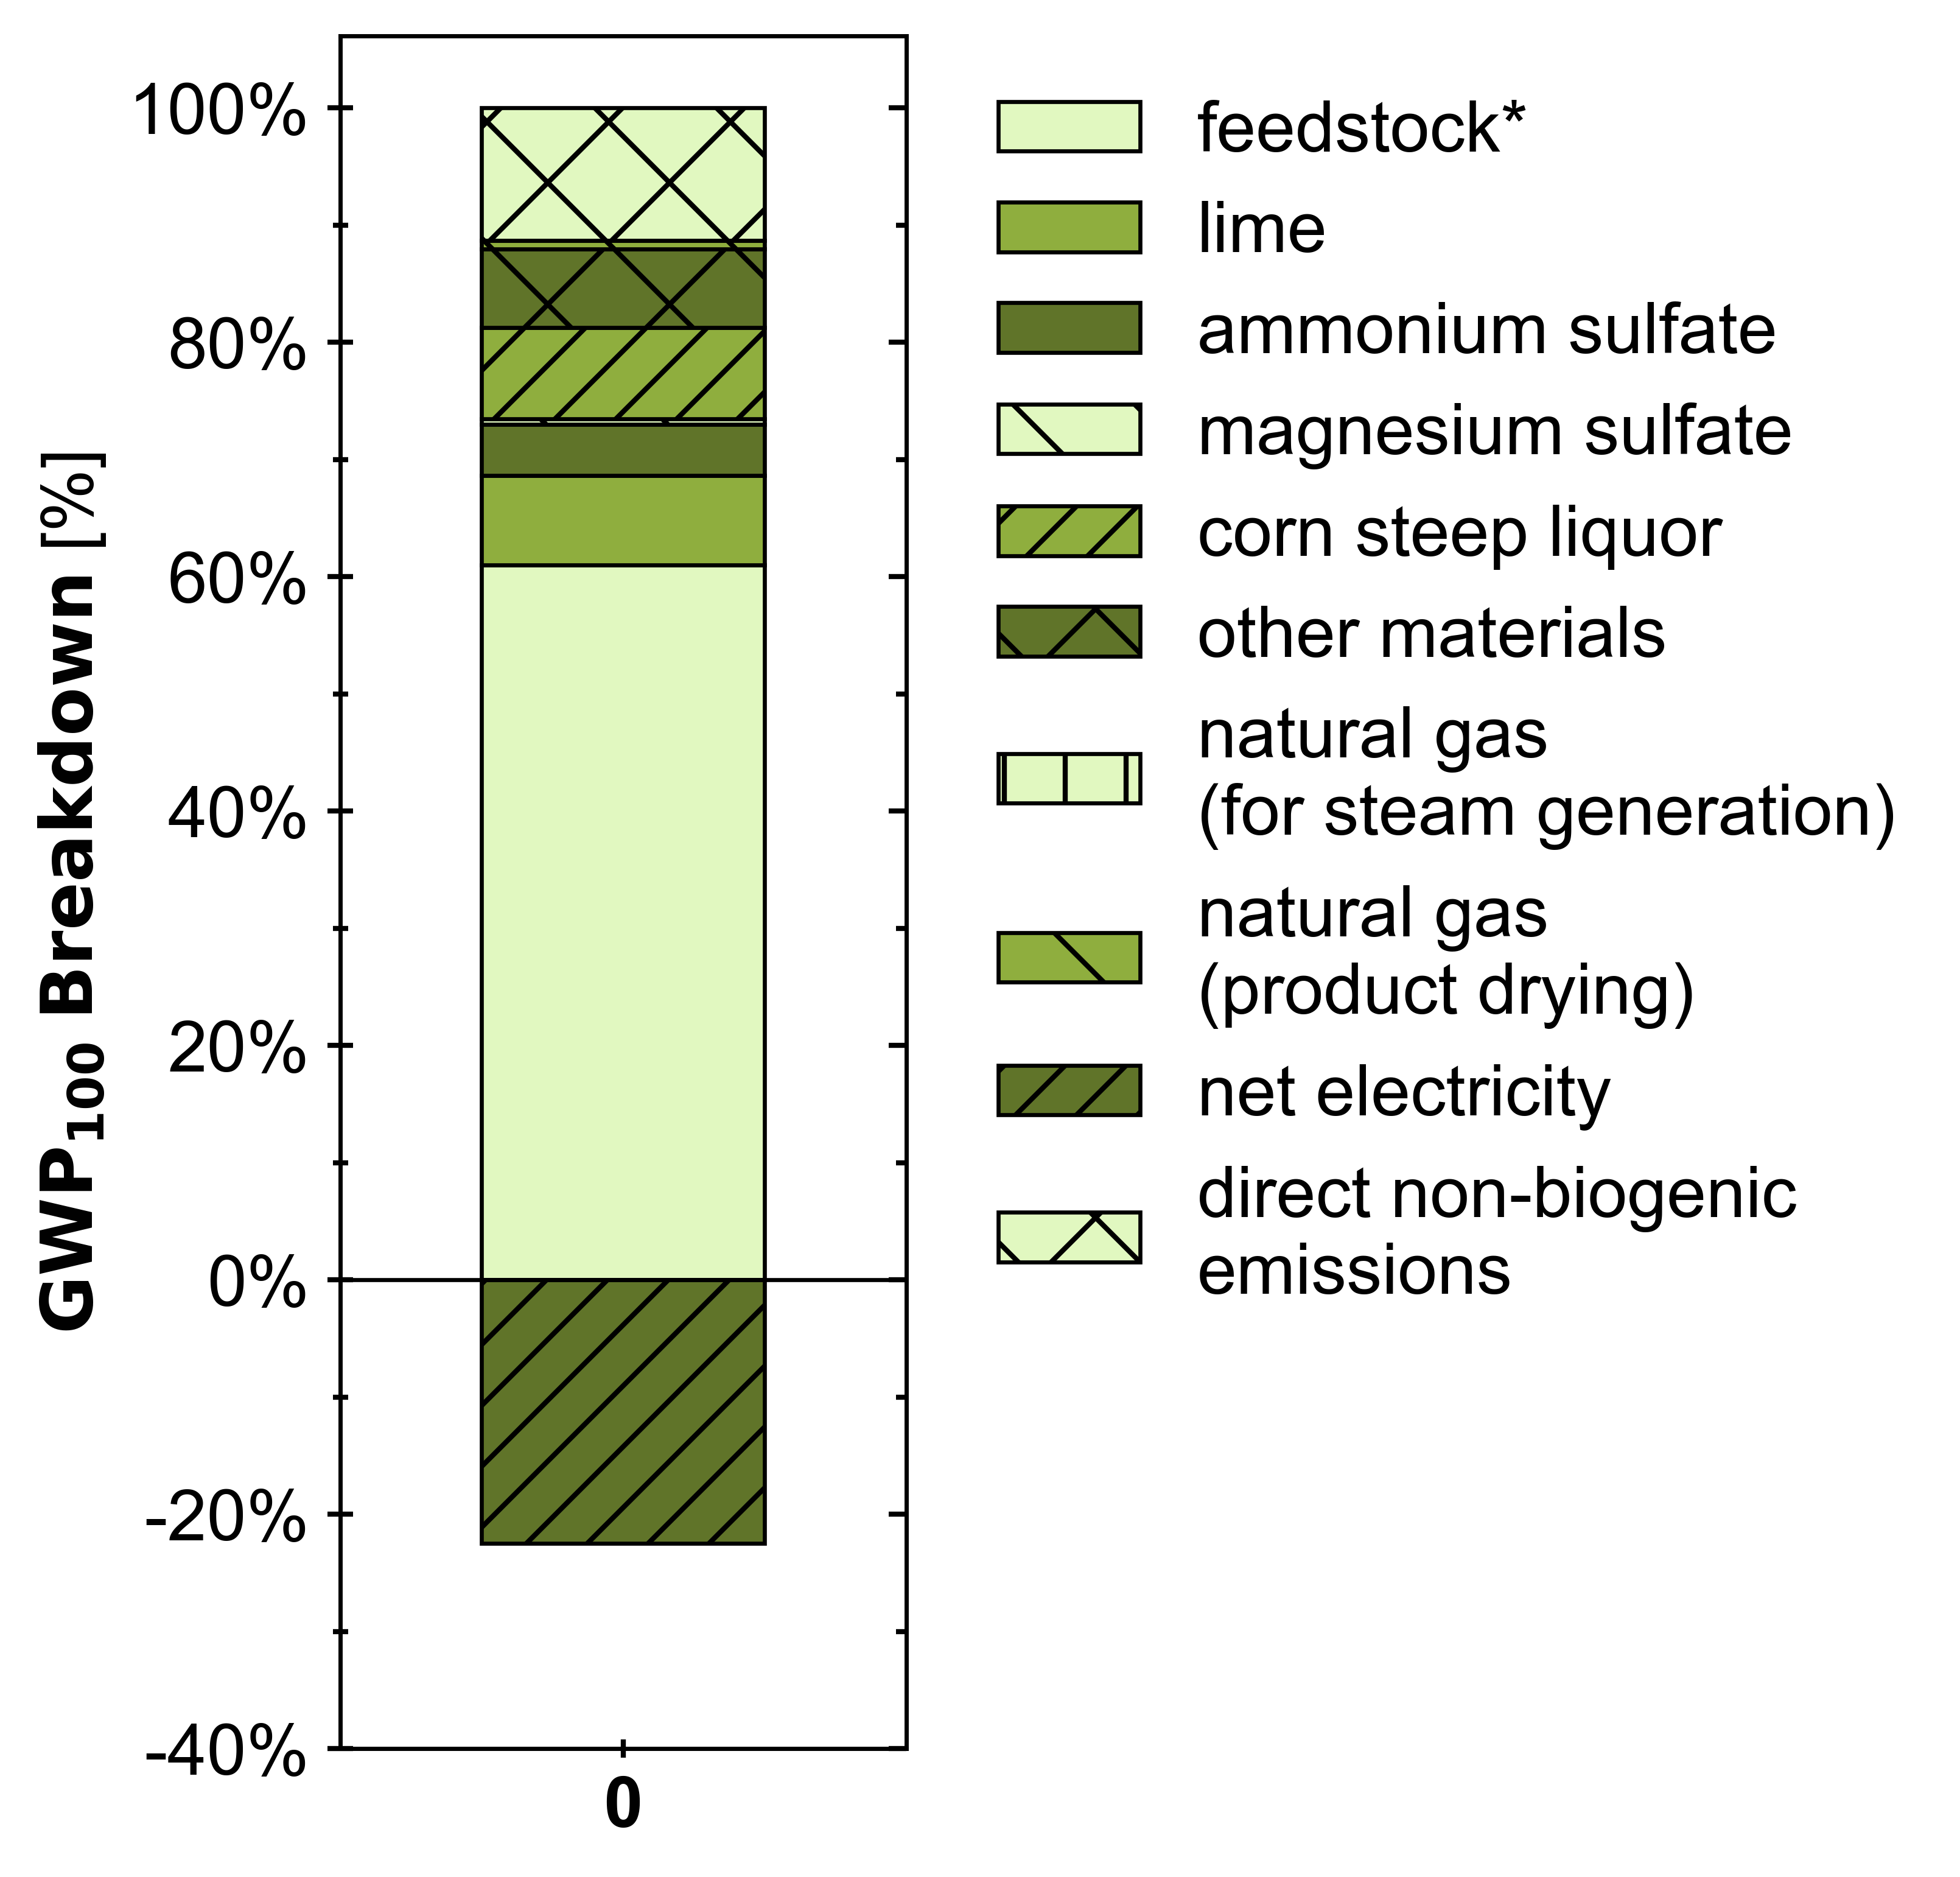 GWP100 Breakdown [%]
100%
80%
60%
40%
20%
0%
-20%
-40%
0
feedstock*
lime
ammonium sulfate
magnesium sulfate
corn steep liquor
other materials
natural gas
(for steam generation)
natural gas
(product drying)
net electricity
direct non-biogenic
emissions